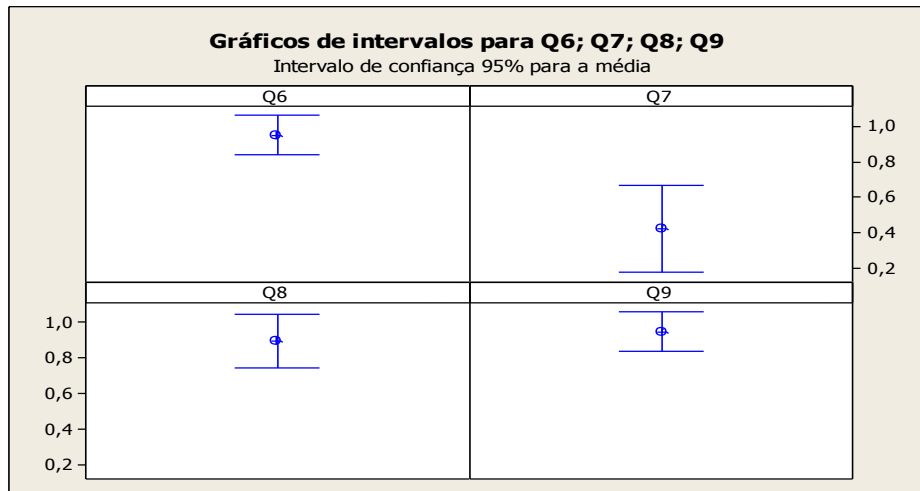 Gráficos de intervalos para Q6; Q7; Q8; Q9
Intervalo de confiança 95% para a média
Q6
Q7
1,0
0,8
0,6
0,4
0,2
Q8
Q9
1,0
0,8
0,6
0,4
0,2